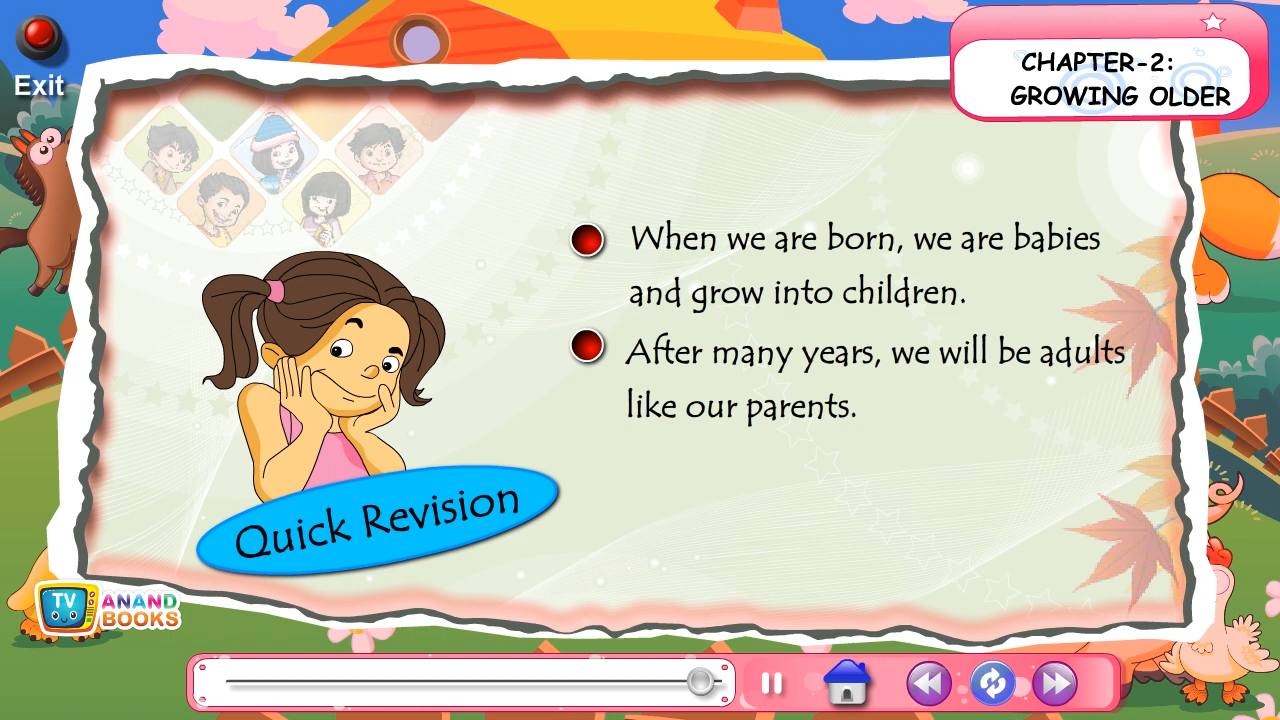 Exit
CHAPTER-2:
GROWING OLDER
When we are born, we are babies
and grow into children.
After many years, we will be adults
like our parents.
Quick Revision
TV
ANAND
BOOKS